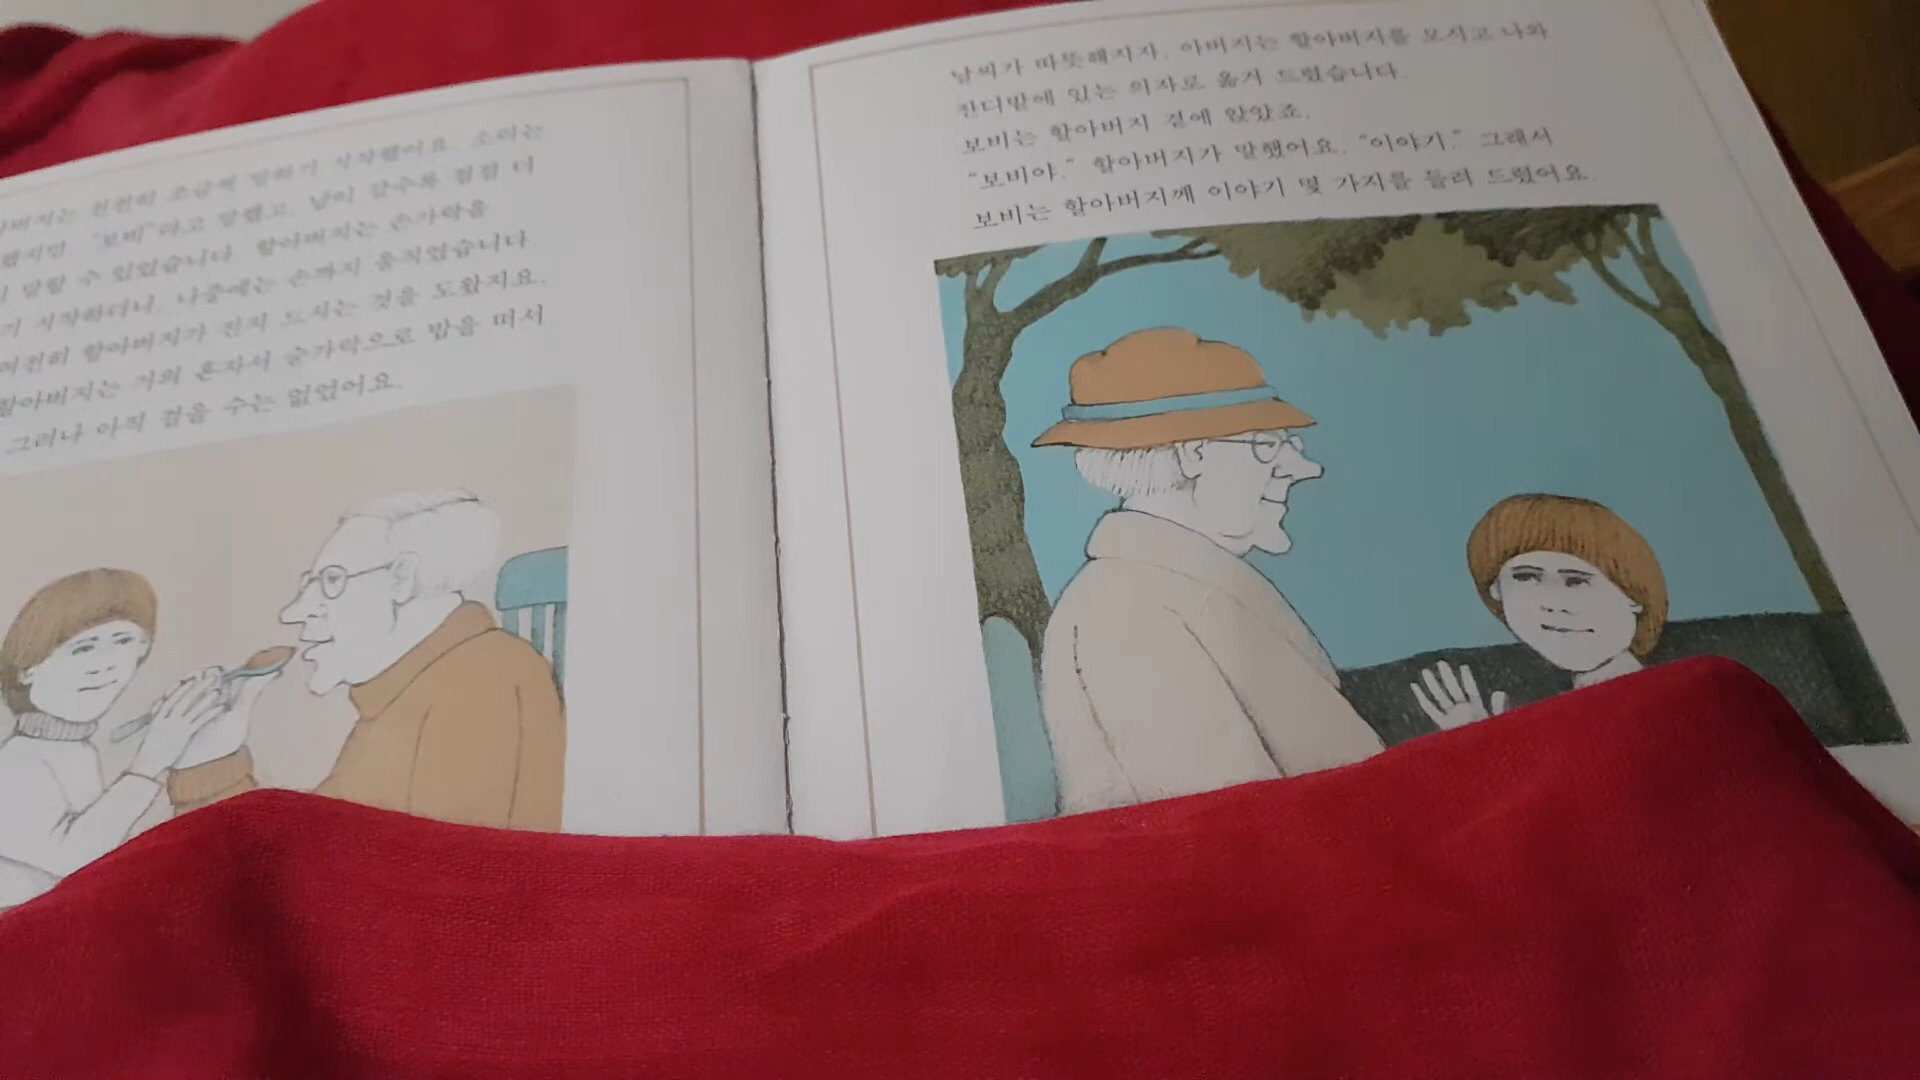 천천히 조금씩 말하기 시작했어요. 소리는
"보비"라고 말했고, 날이 갈수록 점점 더
말할 수 있었습니다. 할아버지는 손가락을
시작하더니, 나중에는 손까지 움직였습니다.
여전히 할아버지가 진지 드시는 것을 도왔지요.
할아버지는 거의 혼자서 숟가락으로 밥을 떠서
그러나 아직 걸을 수는 없었어요.
날씨가 따뜻해지자, 아버지는 할아버지를 모시고 나와
잔디밭에 있는 의자로 옮겨 드렸습니다.
보비는 할아버지 곁에 앉았죠.
"보비야." 할아버지가 말했어요. "이야기." 그래서
보비는 할아버지께 이야기 몇 가지를 들려 드렸어요.